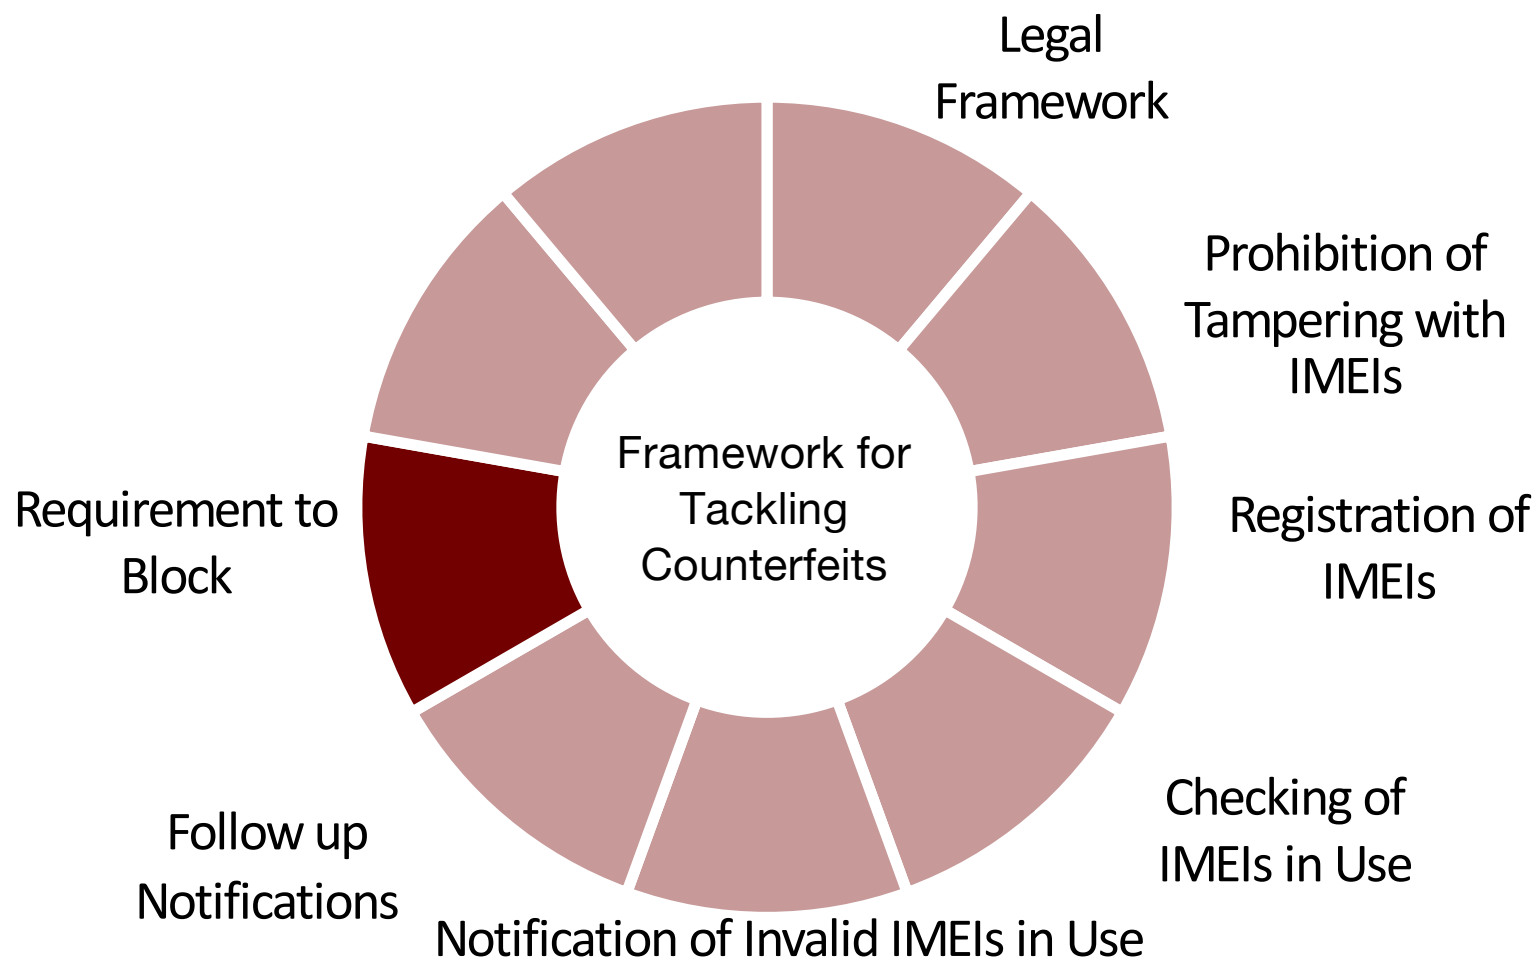 Legal
Framework
Prohibition of
Tampering with
IMEIs
Registration of
IMEIs
Checking of
IMEIs in Use
Notification of Invalid IMEIs in Use
Follow up
Notifications
Requirement to
Block
Framework for
Tackling
Counterfeits